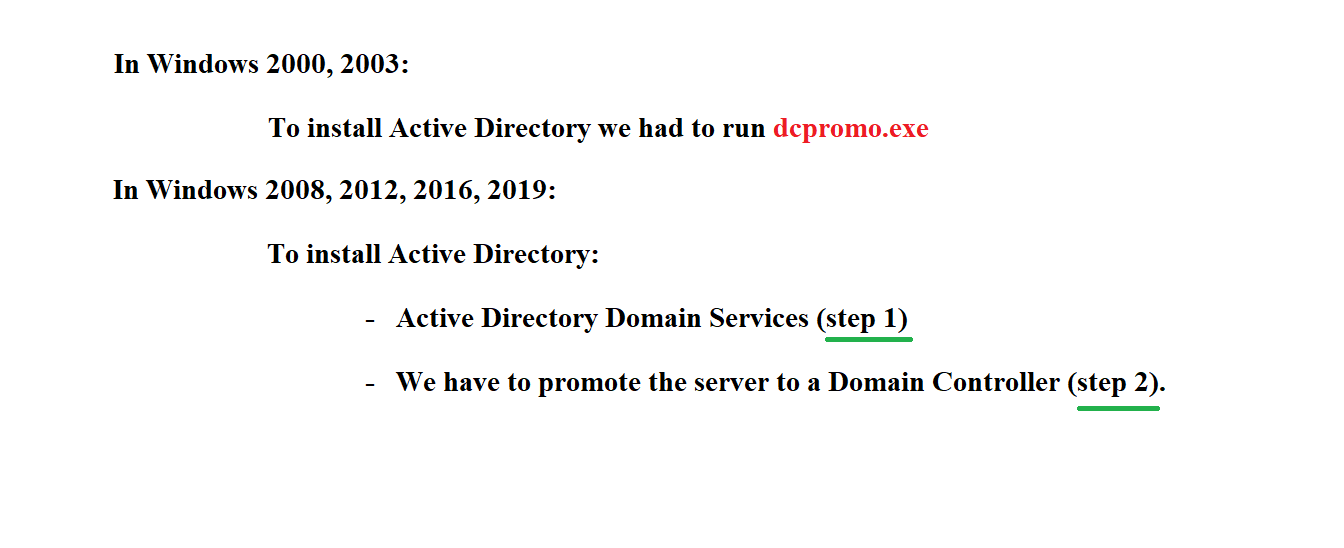 In Windows 2000, 2003:
To install Active Directory we had to run dcpromo.exe
In Windows 2008, 2012, 2016, 2019:
To install Active Directory:
- Active Directory Domain Services (step 1)
- We have to promote the server to a Domain Controller (step 2).